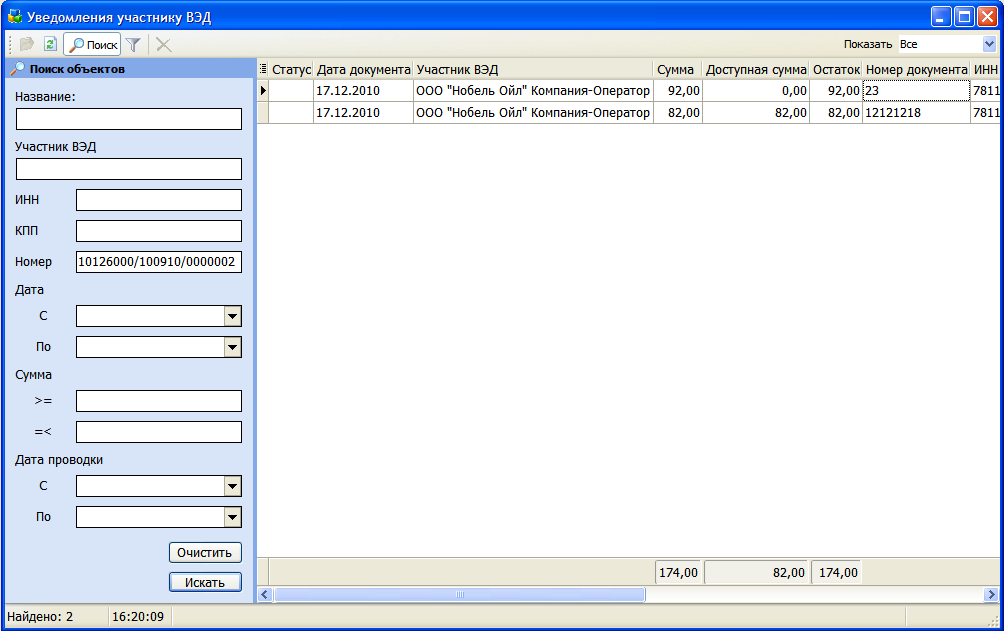 Уведомления участнику ВЭД
Поиск
Показать Все
Поиск объектов
Название:
Участник ВЭД
ИНН
КПП
Номер 10126000/100910/0000002
Дата
С
По
Сумма
>=
=<
Дата проводки
С
По
Очистить
Искать
Статус Дата документа Участник ВЭД Сумма Доступная сумма Остаток Номер документа ИНН
17.12.2010 ООО "Нобель Ойл" Компания-Оператор 92,00 0,00 92,00 23 7811
17.12.2010 ООО "Нобель Ойл" Компания-Оператор 82,00 82,00 82,00 12121218 7811
174,00 82,00 174,00
Найдено: 2 16:20:09